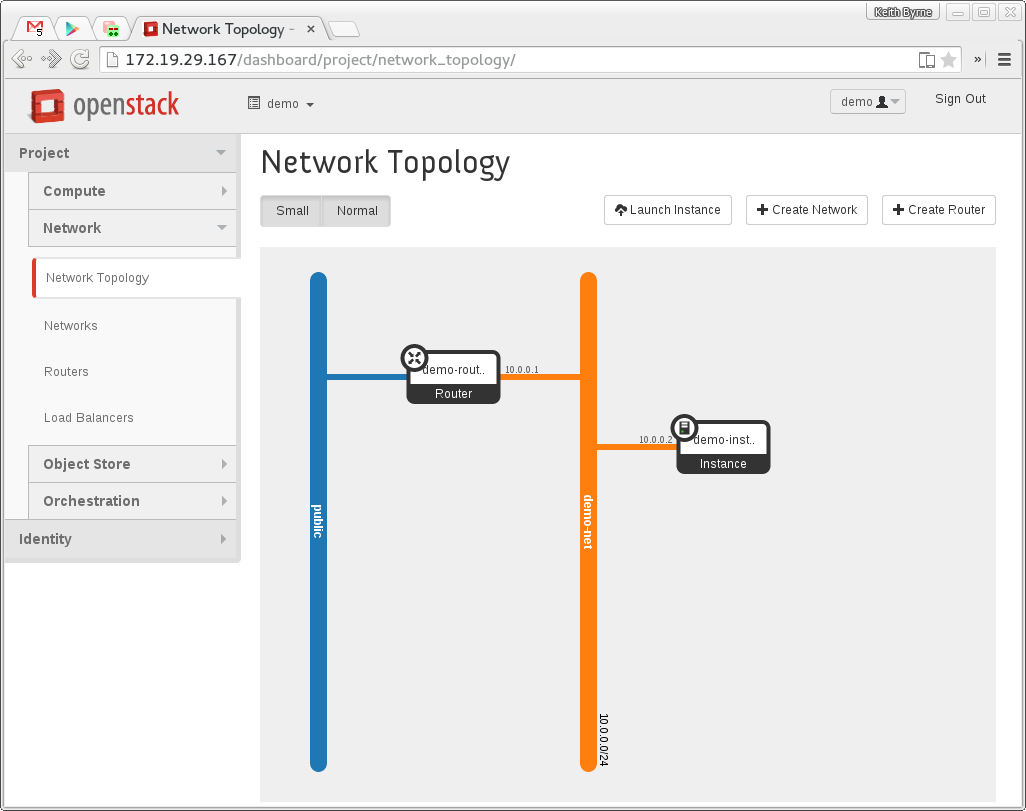 Keith Byrne
5
Network Topology -
172.19.29.167/dashboard/project/network_topology/
openstack
demo
demo
Sign Out
Project
Compute
Network
Network Topology
Networks
Routers
Load Balancers
Object Store
Orchestration
Identity
Network Topology
Small
Normal
Launch Instance
Create Network
Create Router
public
demo-rout..
Router
10.0.0.1
demo-net
10.0.0.0/24
10.0.0.2
demo-inst..
Instance